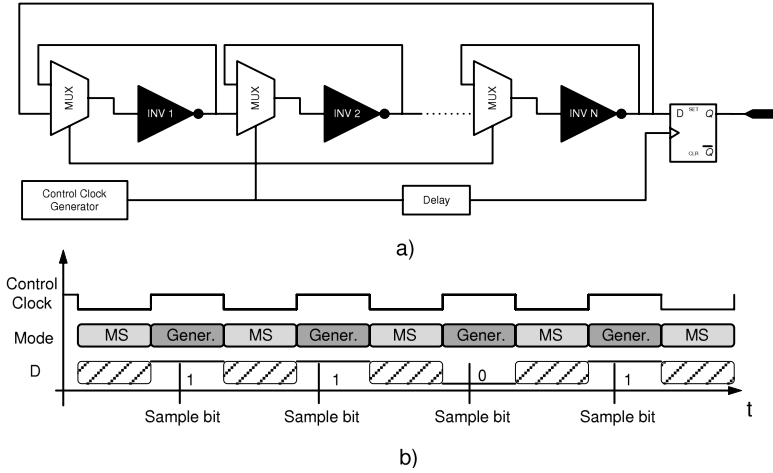 MUX
INV 1
MUX
INV 2
MUX
INV N
D SET Q
CLR Q
Control Clock
Generator
Delay
a)
Control
Clock
Mode
MS Gener. MS Gener. MS Gener. MS Gener. MS
D
1 1 0 1
t
Sample bit Sample bit Sample bit Sample bit
b)